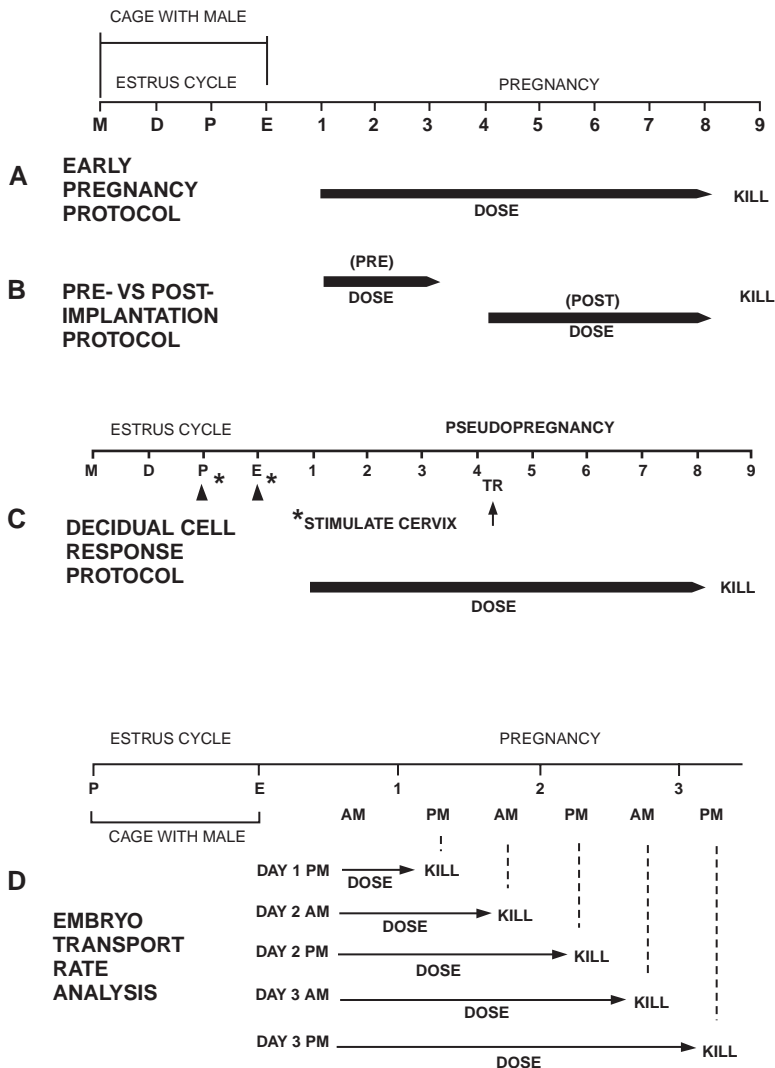 CAGE WITH MALE
ESTRUS CYCLE PREGNANCY
M D P E 1 2 3 4 5 6 7 8 9
A EARLY
PREGNANCY
PROTOCOL
DOSE
KILL
B PRE- VS POST-
IMPLANTATION
PROTOCOL
(PRE)
DOSE
(POST)
DOSE
KILL
ESTRUS CYCLE PSEUDOPREGNANCY
M D P E 1 2 3 4 5 6 7 8 9
* * TR
*STIMULATE CERVIX
C DECIDUAL CELL
RESPONSE
PROTOCOL
DOSE
KILL
ESTRUS CYCLE PREGNANCY
P E 1 2 3
AM PM AM PM AM PM
CAGE WITH MALE
D EMBRYO
TRANSPORT
RATE
ANALYSIS
DAY 1 PM KILL
DOSE
DAY 2 AM KILL
DOSE
DAY 2 PM KILL
DOSE
DAY 3 AM KILL
DOSE
DAY 3 PM KILL
DOSE